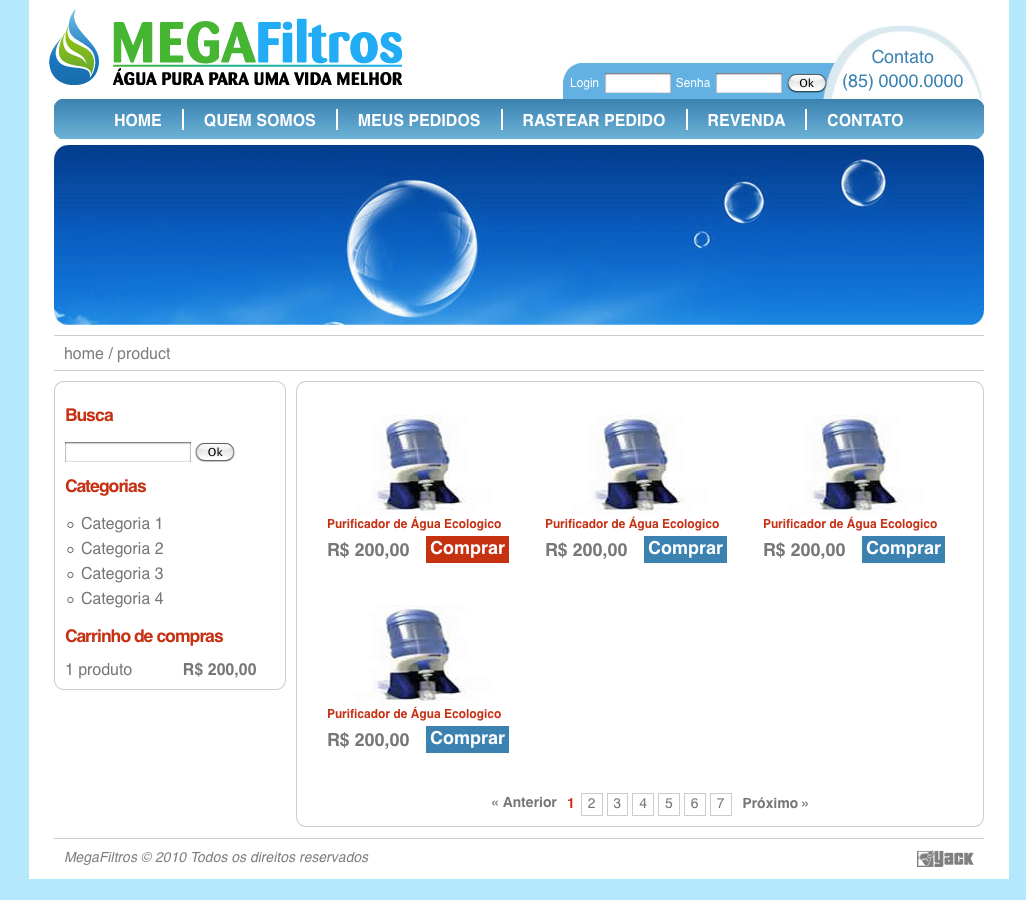 MEGAFiltros
ÁGUA PURA PARA UMA VIDA MELHOR
Contato
(85) 0000.0000
Login Senha Ok
HOME QUEM SOMOS MEUS PEDIDOS RASTEAR PEDIDO REVENDA CONTATO
home / product
Busca
Ok
Categorias
Categoria 1
Categoria 2
Categoria 3
Categoria 4
Carrinho de compras
1 produto R$ 200,00
Purificador de Água Ecologico Purificador de Água Ecologico Purificador de Água Ecologico
R$ 200,00 Comprar R$ 200,00 Comprar R$ 200,00 Comprar
Purificador de Água Ecologico
R$ 200,00 Comprar
« Anterior 1 2 3 4 5 6 7 Próximo »
MegaFiltros © 2010 Todos os direitos reservados
yack